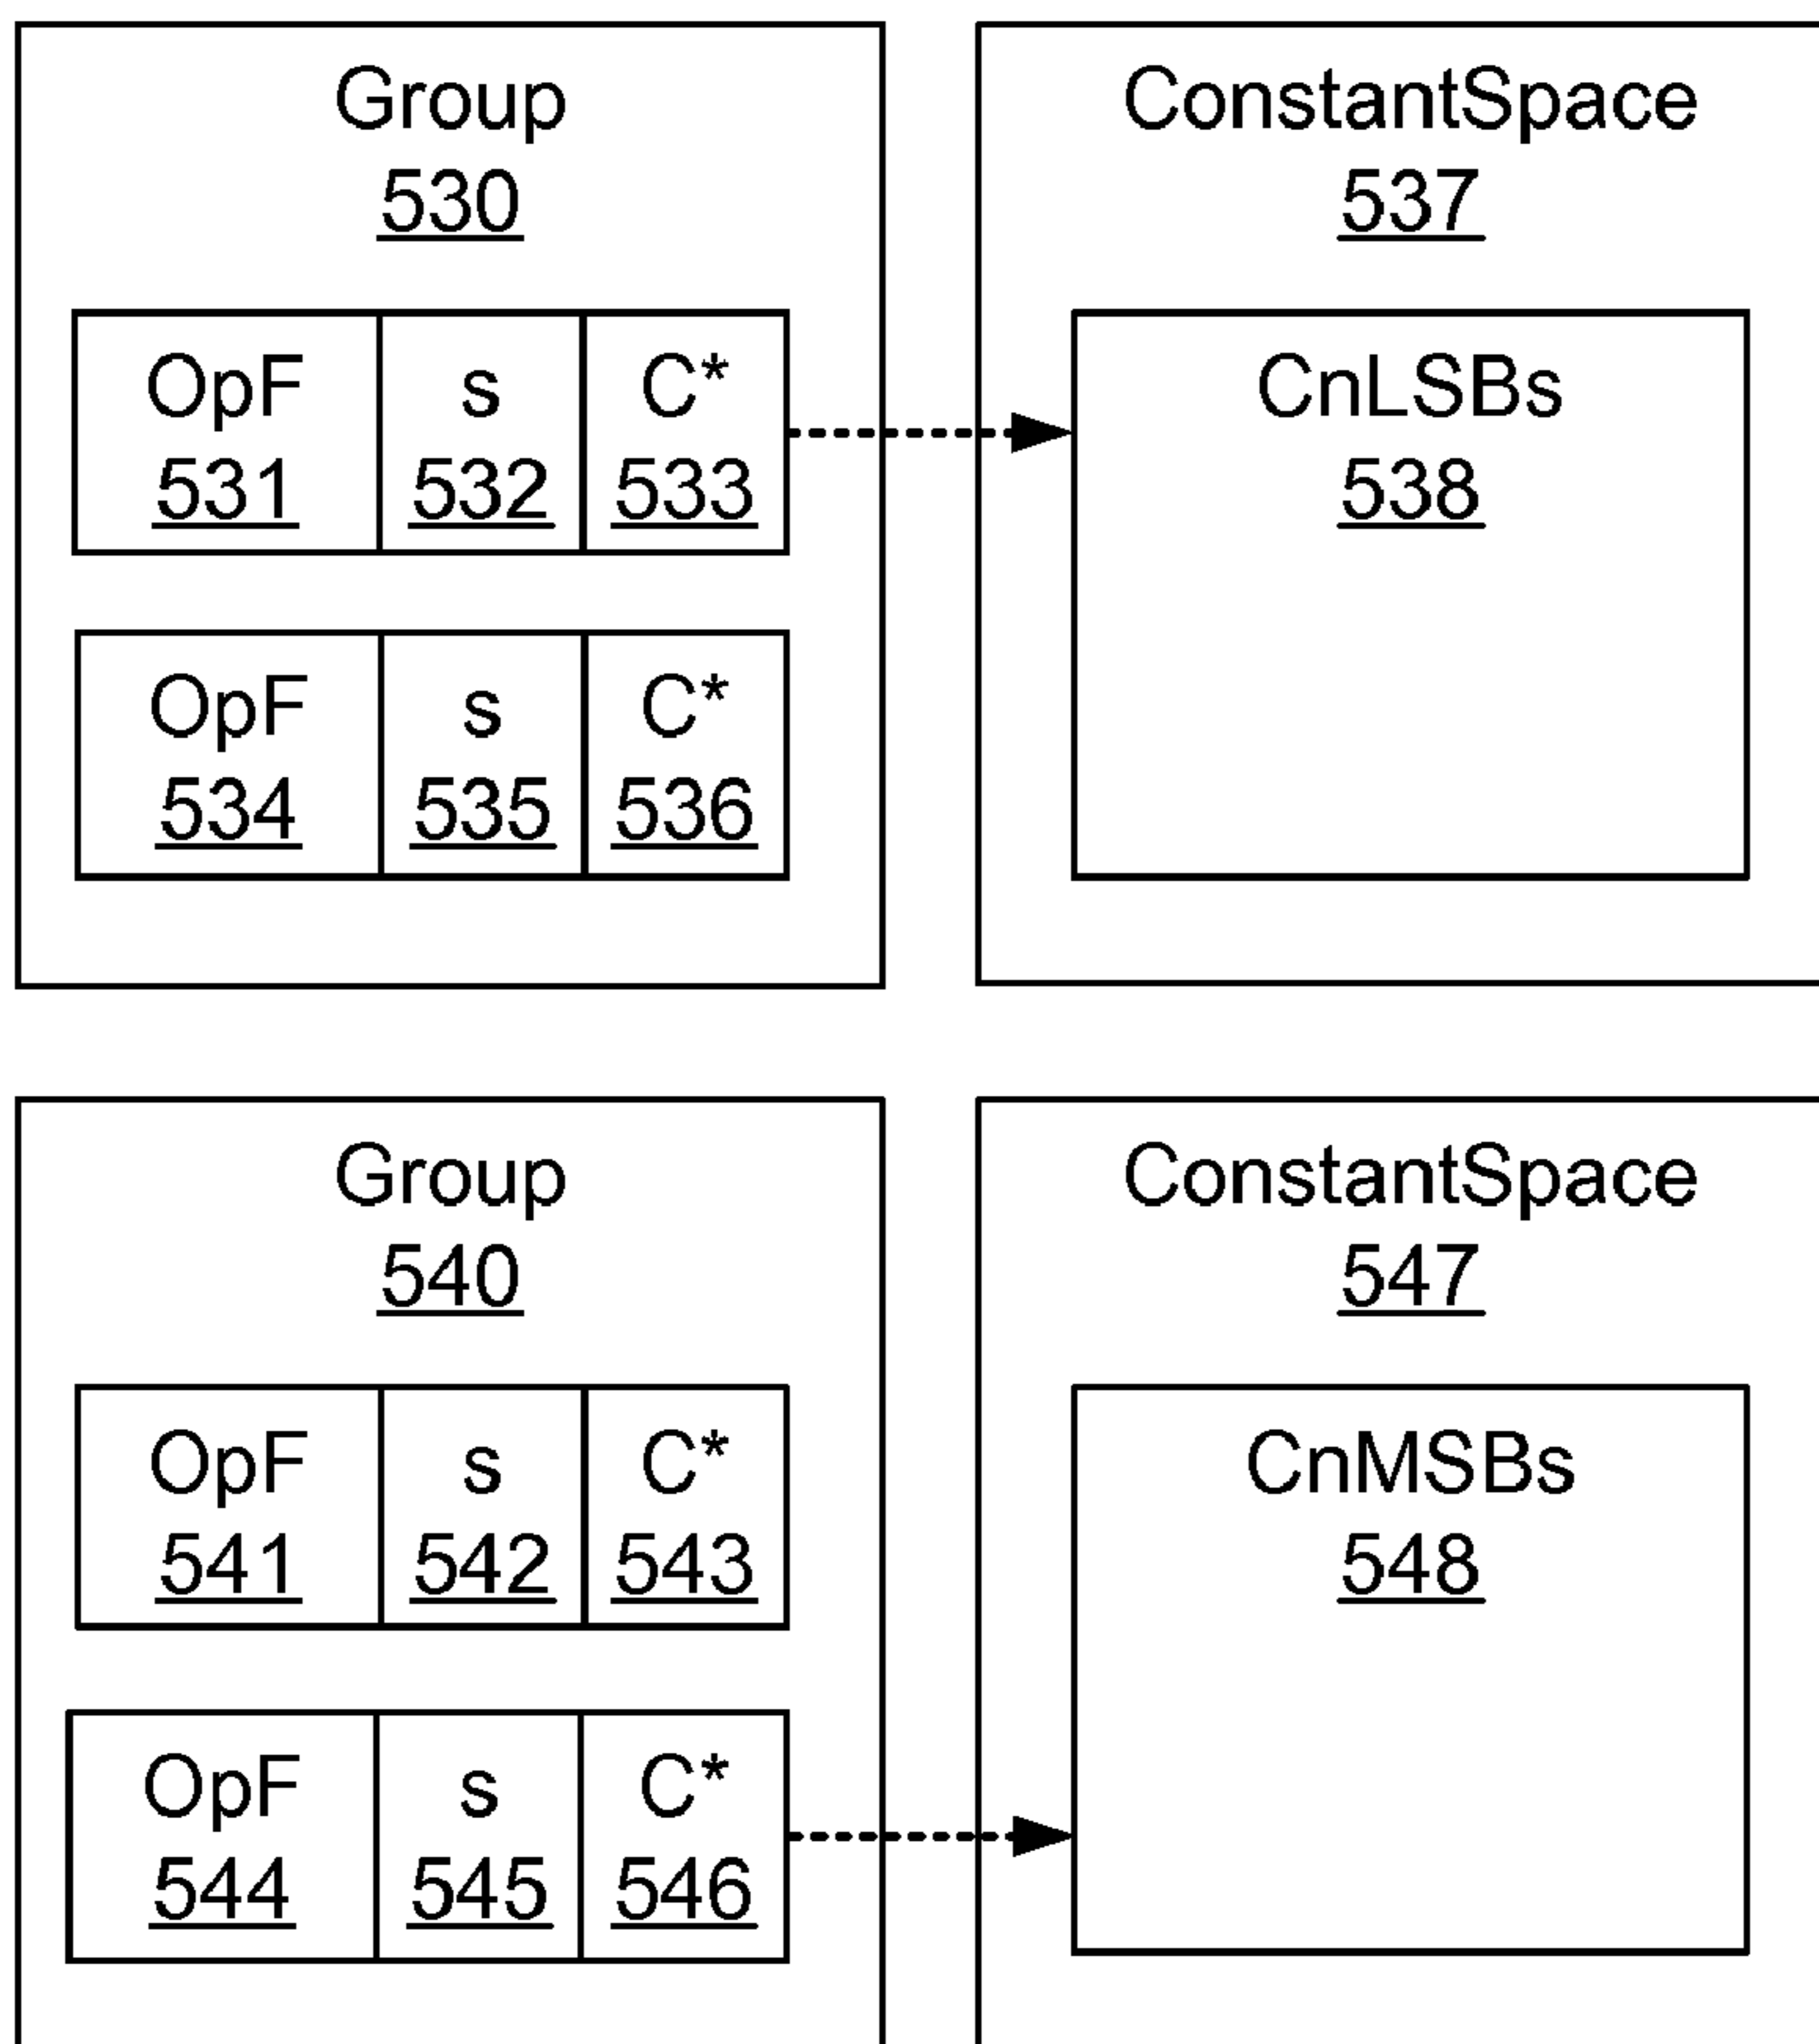 Group
530
OpF s C*
531 532 533
OpF s C*
534 535 536
ConstantSpace
537
CnLSBs
538
Group
540
OpF s C*
541 542 543
OpF s C*
544 545 546
ConstantSpace
547
CnMSBs
548